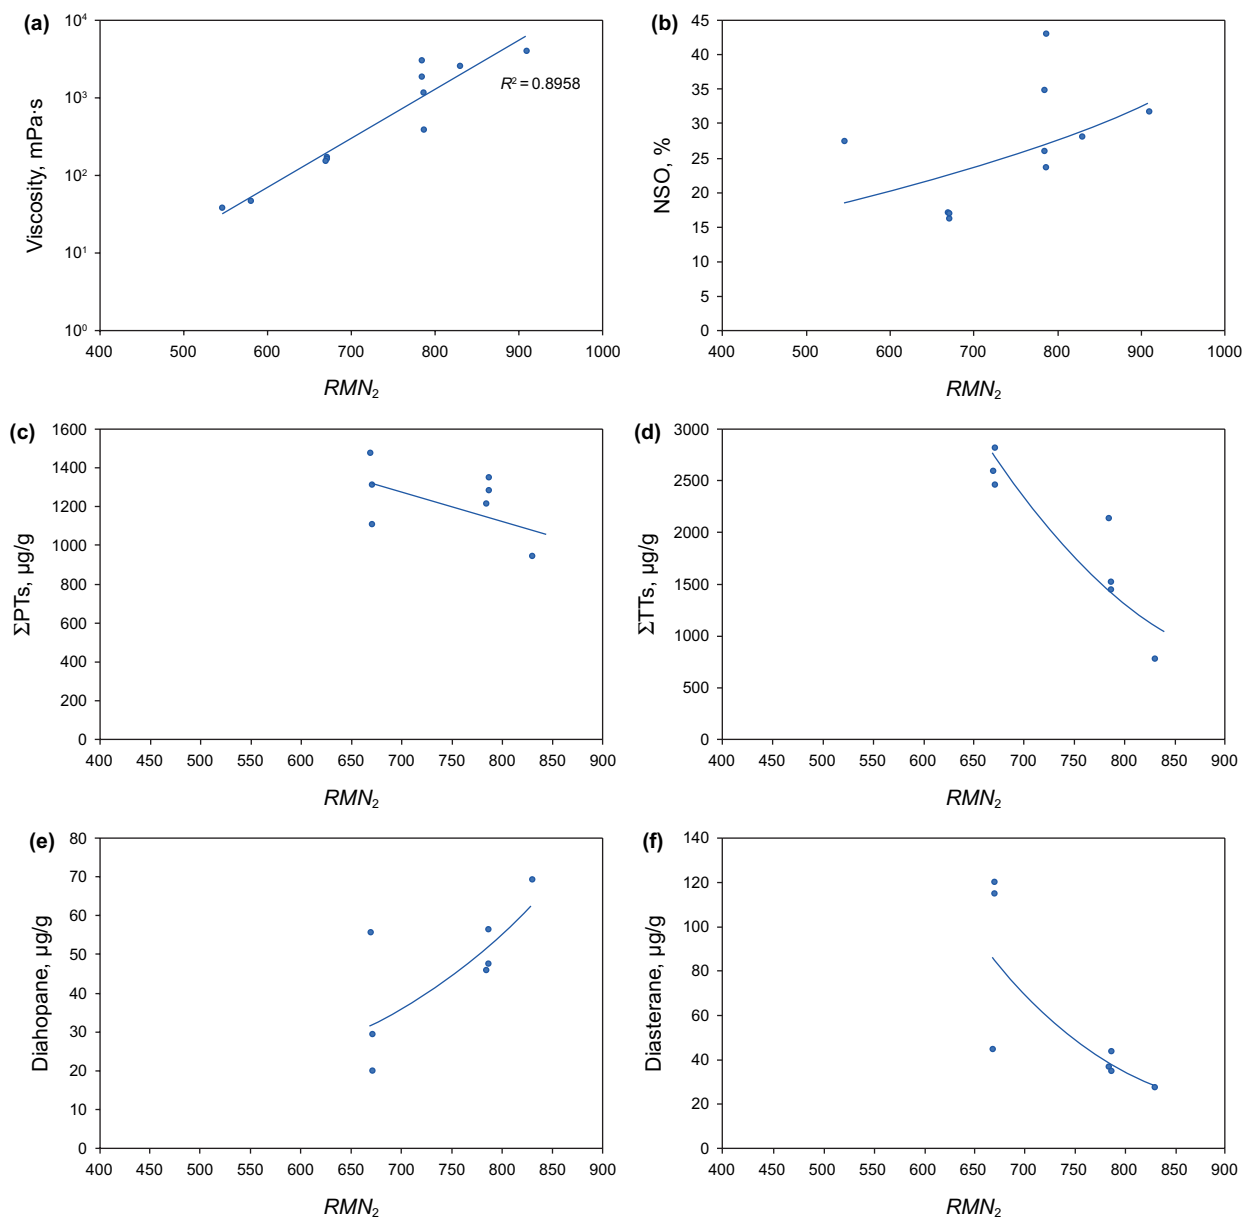 (a)
10⁴
10³
10²
10¹
10⁰
Viscosity, mPa·s
R² = 0.8958
400 500 600 700 800 900 1000
RMN₂
(b)
45
40
35
30
25
20
15
10
5
0
NSO, %
400 500 600 700 800 900 1000
RMN₂
(c)
1600
1400
1200
1000
800
600
400
200
0
ΣPTs, µg/g
400 450 500 550 600 650 700 750 800 850 900
RMN₂
(d)
3000
2500
2000
1500
1000
500
0
ΣTTs, µg/g
400 450 500 550 600 650 700 750 800 850 900
RMN₂
(e)
80
70
60
50
40
30
20
10
0
Diahopane, µg/g
400 450 500 550 600 650 700 750 800 850 900
RMN₂
(f)
140
120
100
80
60
40
20
0
Diasterane, µg/g
400 450 500 550 600 650 700 750 800 850 900
RMN₂